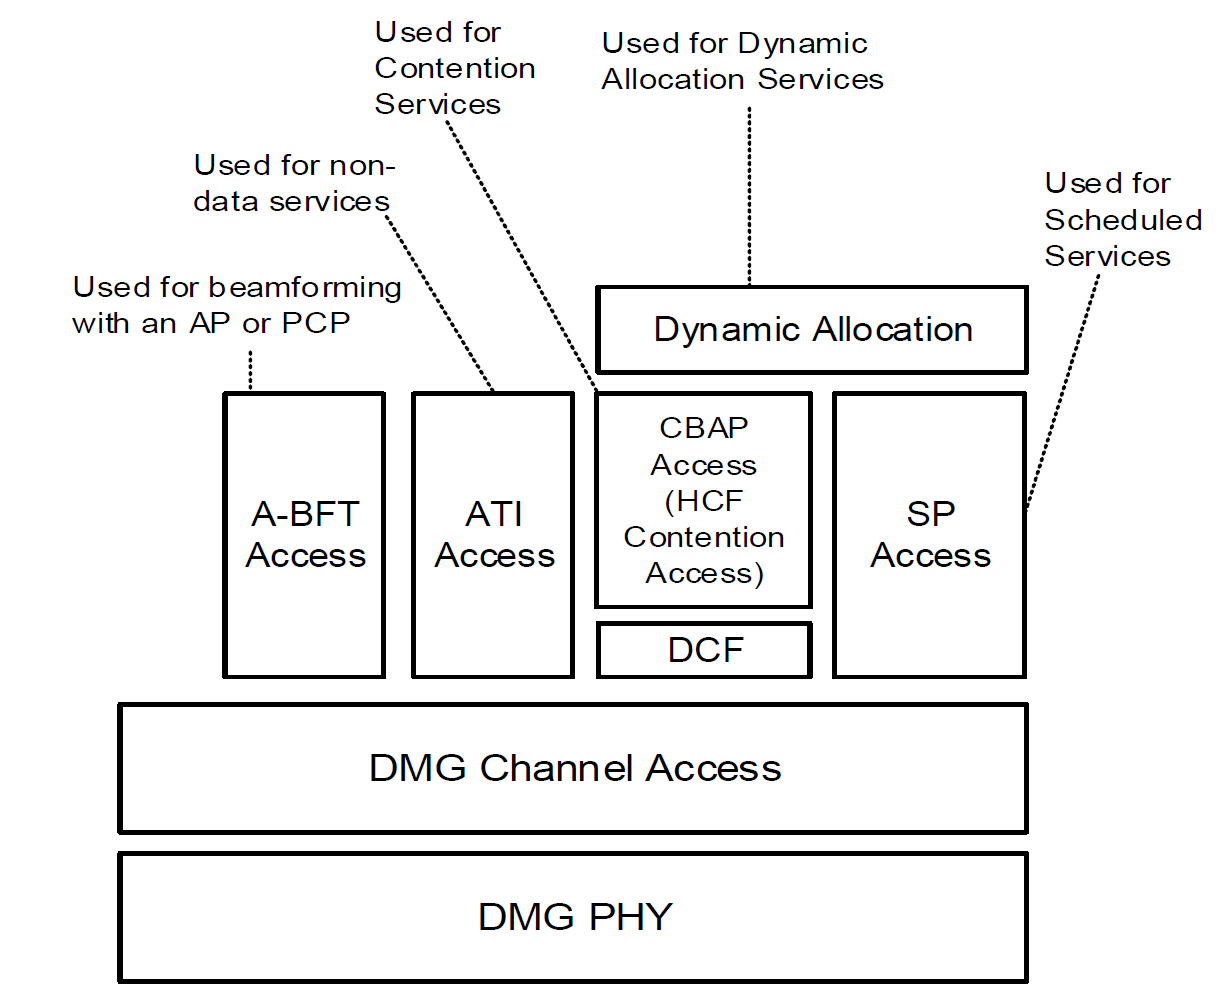 Used for
Contention
Services
Used for Dynamic
Allocation Services
Used for non-
data services
Used for
Scheduled
Services
Used for beamforming
with an AP or PCP
Dynamic Allocation
A-BFT
Access
ATI
Access
CBAP
Access
(HCF
Contention
Access)
SP
Access
DCF
DMG Channel Access
DMG PHY